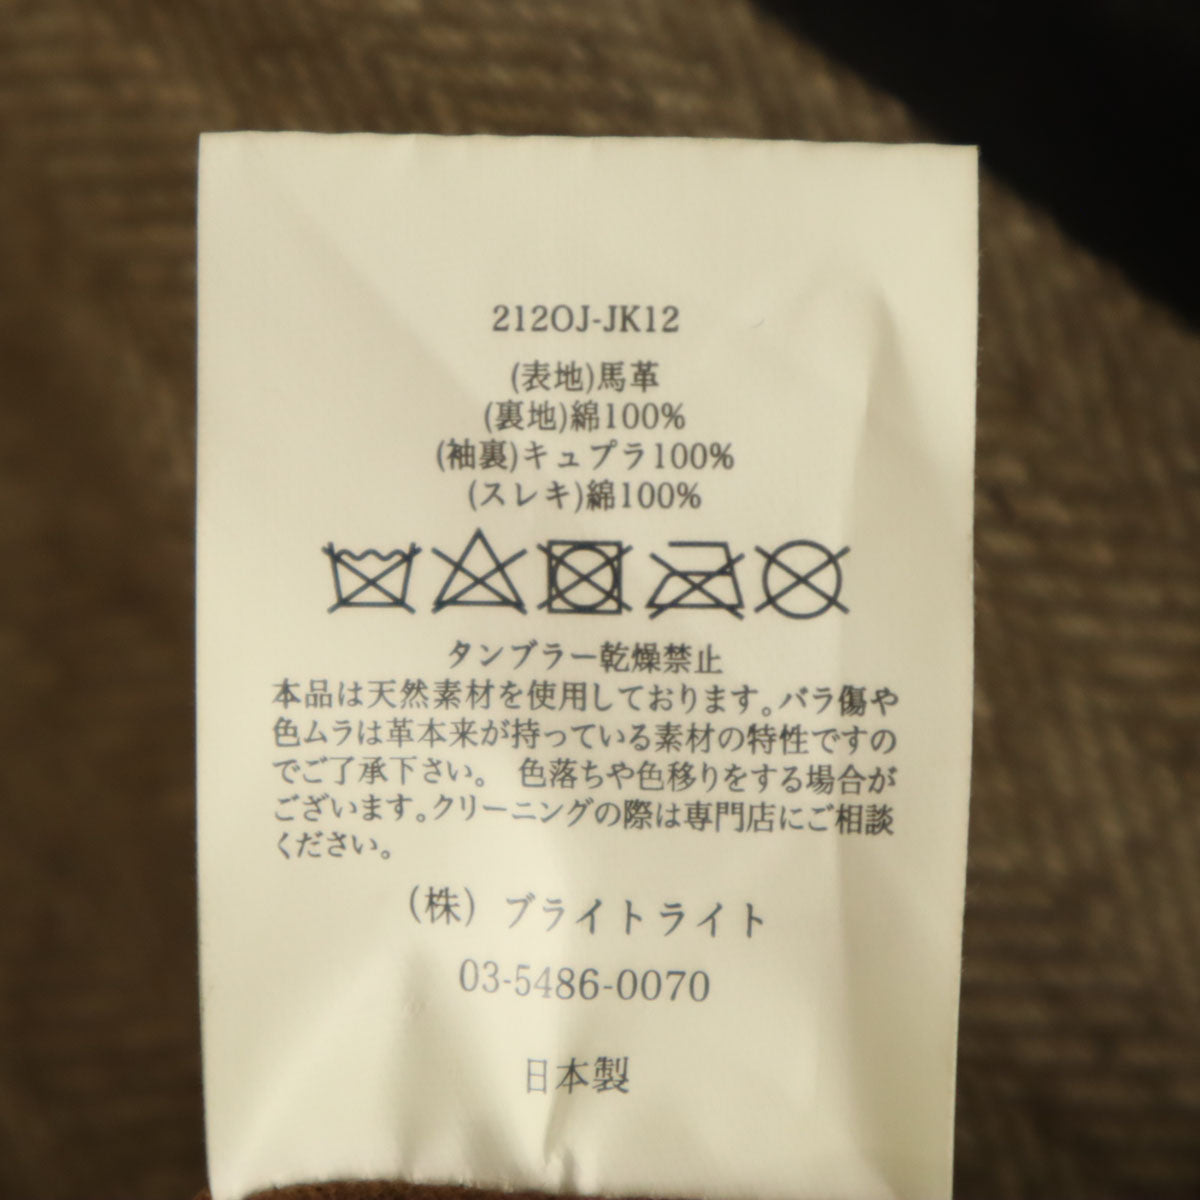 212OJ-JK12
(表地)馬革
(裏地)綿100%
(袖裏)キュプラ100%
(スレキ)綿100%
タンブラー乾燥禁止
本品は天然素材を使用しております。バラ傷や
色ムラは革本来が持っている素材の特性ですの
でご了承下さい。 色落ちや色移りをする場合が
ございます。クリーニングの際は専門店にご相談
ください。
(株) ブライトライト
03-5486-0070
日本製